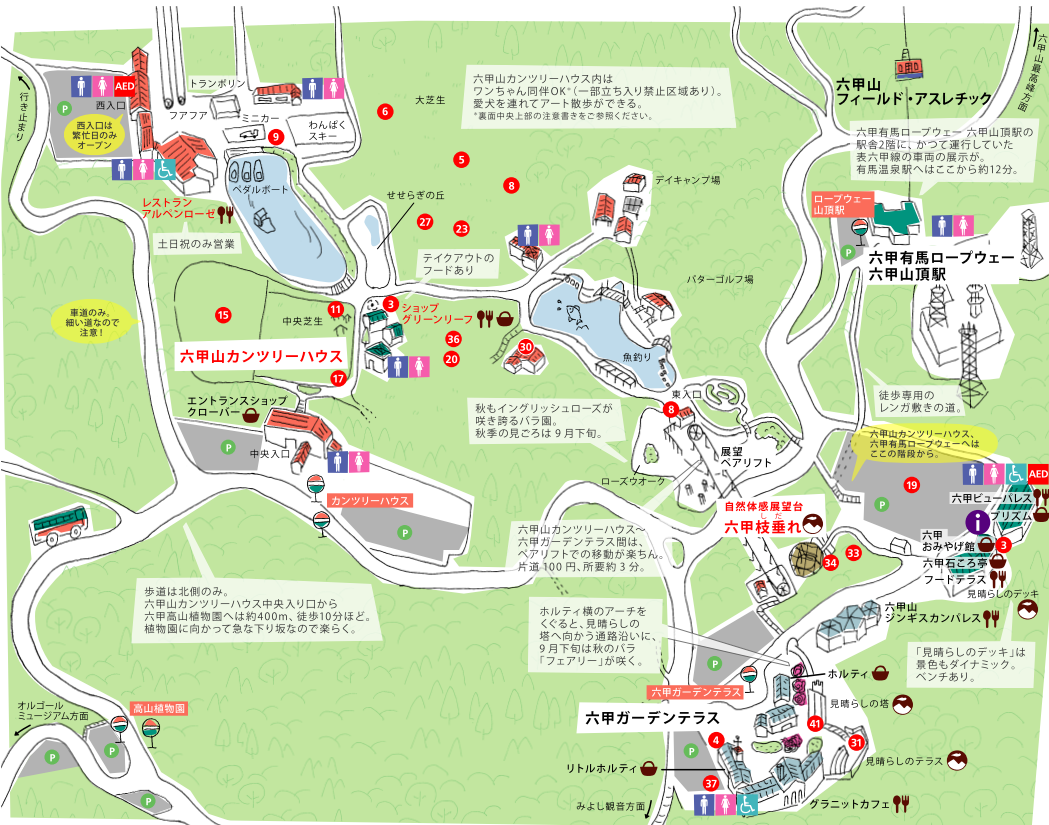 行き止まり
西入口
AED
西入口は
繁忙日のみ
オープン
P
トランポリン
フアフア
ミニカー
9
わんぱく
スキー
大芝生
6
六甲山カンツリーハウス内は
ワンちゃん同伴OK*（一部立ち入り禁止区域あり）。
愛犬を連れてアート散歩ができる。
*裏面中央上部の注意書きをご参照ください。
六甲山
フィールド・アスレチック
六甲山最高峰方面
六甲有馬ロープウェー 六甲山頂駅の
駅舎2階に、かつて運行していた
表六甲線の車両の展示が。
有馬温泉駅へはここから約12分。
ロープウェー
山頂駅
P
六甲有馬ロープウェー
六甲山頂駅
レストラン
アルペンローゼ
土日祝のみ営業
ペダルボート
せせらぎの丘
5
8
27
23
デイキャンプ場
テイクアウトの
フードあり
パターゴルフ場
車道のみ。
細い道なので
注意！
15
11
中央芝生
3
ショップ
グリーンリーフ
36
20
30
魚釣り
六甲山カンツリーハウス
17
エントランスショップ
クローバー
P
中央入口
カンツリーハウス
P
東入口
8
秋もイングリッシュローズが
咲き誇るバラ園。
秋季の見ごろは9月下旬。
ローズウオーク
展望
ペアリフト
徒歩専用の
レンガ敷きの道。
六甲山カンツリーハウス、
六甲有馬ロープウェーへは
ここの階段から。
19
P
AED
六甲ビューパレス
プリズム
i
六甲
おみやげ館
3
六甲石ころ亭
フードテラス
見晴らしのデッキ
自然体感展望台
六甲枝垂れ
しだ
34
33
六甲山カンツリーハウス〜
六甲ガーデンテラス間は、
ペアリフトでの移動が楽ちん。
片道100円、所要約3分。
歩道は北側のみ。
六甲山カンツリーハウス中央入り口から
六甲高山植物園へは約400m、徒歩10分ほど。
植物園に向かって急な下り坂なので楽らく。
ホルティ横のアーチを
くぐると、見晴らしの
塔へ向かう通路沿いに、
9月下旬は秋のバラ
「フェアリー」が咲く。
六甲山
ジンギスカンパレス
「見晴らしのデッキ」は
景色もダイナミック。
ベンチあり。
P
六甲ガーデンテラス
ホルティ
見晴らしの塔
六甲ガーデンテラス
41
31
4
P
37
リトルホルティ
見晴らしのテラス
グラニットカフェ
みよし観音方面
オルゴール
ミュージアム方面
高山植物園
P
P
P